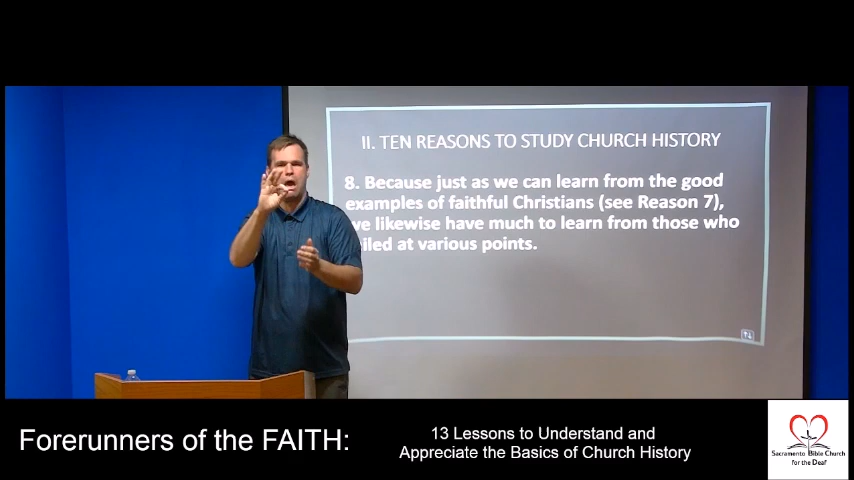 II. TEN REASONS TO STUDY CHURCH HISTORY
8. Because just as we can learn from the good
examples of faithful Christians (see Reason 7),
likewise have much to learn from those who
at various points.
Forerunners of the FAITH:
13 Lessons to Understand and
Appreciate the Basics of Church History
Sacramento Bible Church
for the Deaf